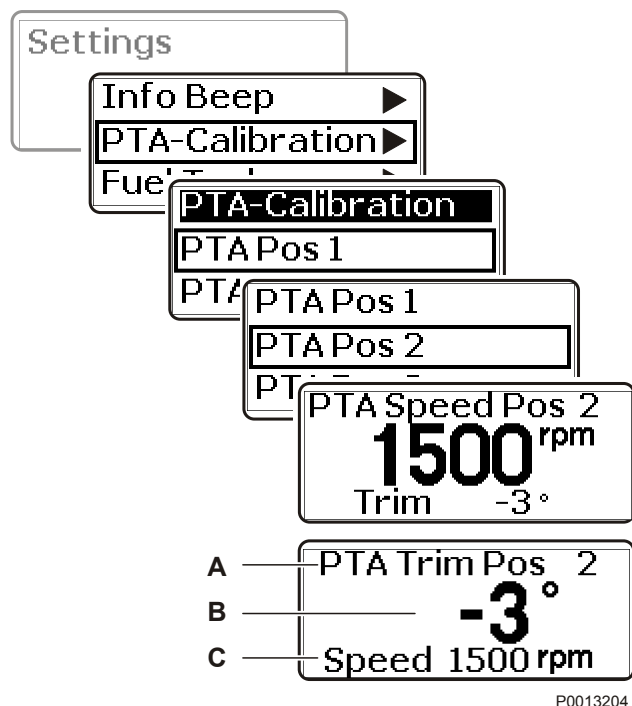 Settings
Info Beep
PTA-Calibration
Fuel
PTA-Calibration
PTA Pos 1
PTA Pos 1
PTA Pos 2
PTA Speed Pos 2
1500 rpm
Trim -3°
A PTA Trim Pos 2
B -3°
C Speed 1500 rpm
P0013204